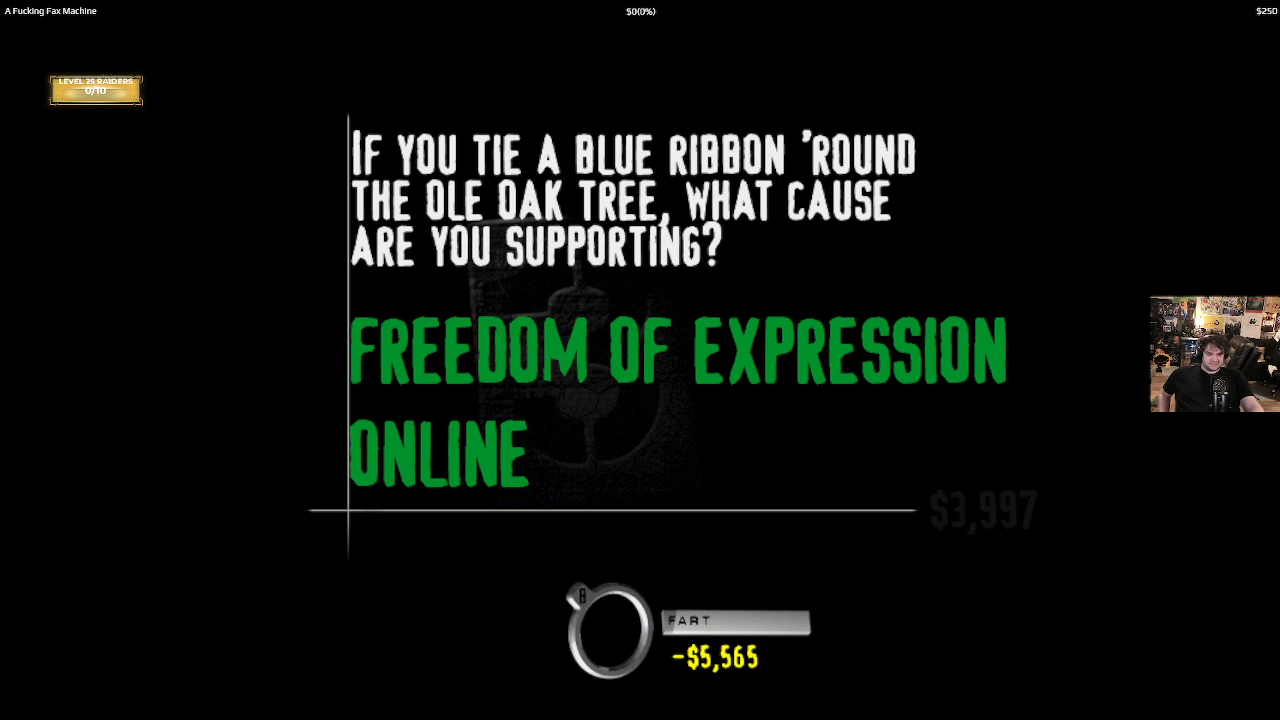 A Fucking Fax Machine
$0(0%)
$250
LEVEL 25 RAIDERS
0/10
IF YOU TIE A BLUE RIBBON 'ROUND
THE OLE OAK TREE, WHAT CAUSE
ARE YOU SUPPORTING?
FREEDOM OF EXPRESSION
ONLINE
$3,997
B
FART
-$5,565